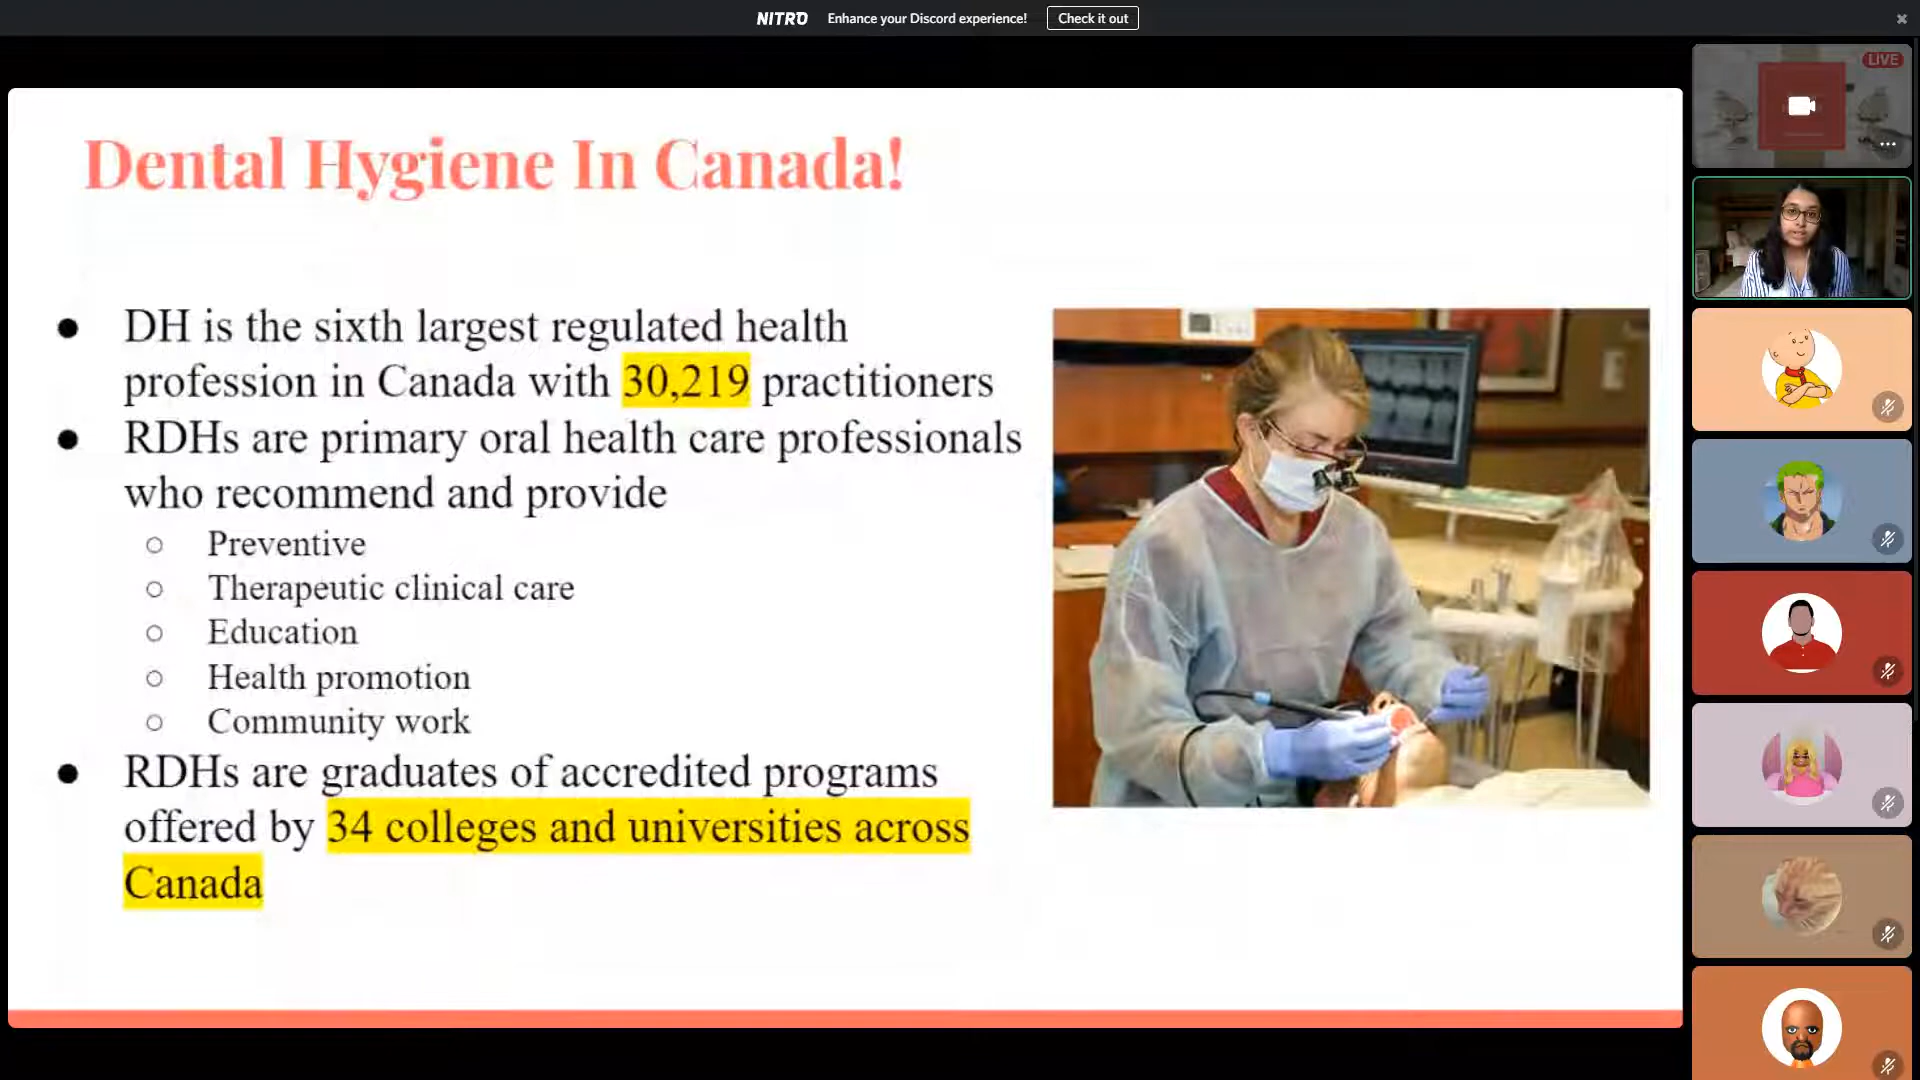 NITRO Enhance your Discord experience! Check it out
LIVE
Dental Hygiene In Canada!
● DH is the sixth largest regulated health
profession in Canada with 30,219 practitioners
● RDHs are primary oral health care professionals
who recommend and provide
○ Preventive
○ Therapeutic clinical care
○ Education
○ Health promotion
○ Community work
● RDHs are graduates of accredited programs
offered by 34 colleges and universities across
Canada